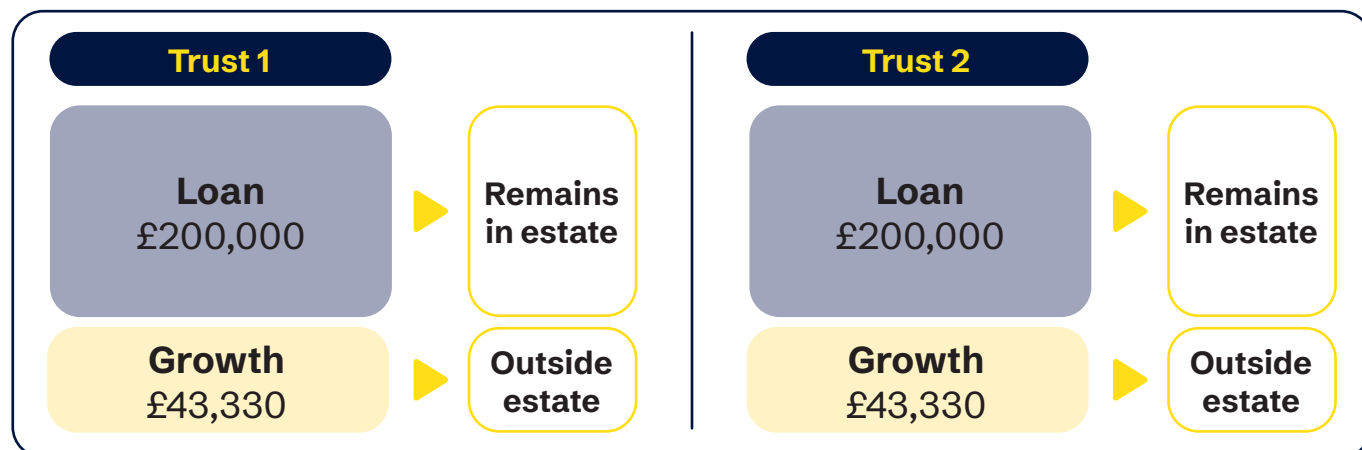 Trust 1
Loan
£200,000
Remains
in estate
Growth
£43,330
Outside
estate
Trust 2
Loan
£200,000
Remains
in estate
Growth
£43,330
Outside
estate